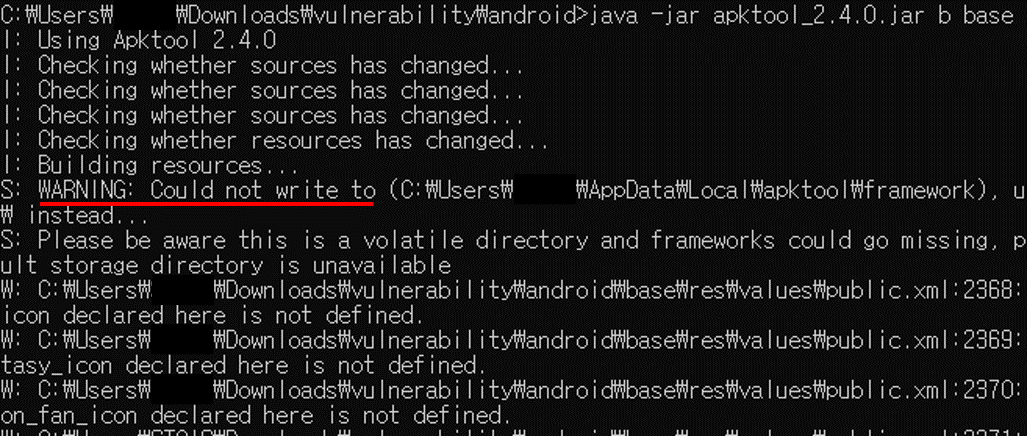 C:₩Users₩ ₩Downloads₩vulnerability₩android>java -jar apktool_2.4.0.jar b base
I: Using Apktool 2.4.0
I: Checking whether sources has changed...
I: Checking whether sources has changed...
I: Checking whether sources has changed...
I: Checking whether resources has changed...
I: Building resources...
S: WARNING: Could not write to (C:₩Users₩ ₩AppData₩Local₩apktool₩framework), u
₩ instead...
S: Please be aware this is a volatile directory and frameworks could go missing, p
ult storage directory is unavailable
W: C:₩Users₩ ₩Downloads₩vulnerability₩android₩base₩res₩values₩public.xml:2368:
icon declared here is not defined.
W: C:₩Users₩ ₩Downloads₩vulnerability₩android₩base₩res₩values₩public.xml:2369:
tasy_icon declared here is not defined.
W: C:₩Users₩ ₩Downloads₩vulnerability₩android₩base₩res₩values₩public.xml:2370:
on_fan_icon declared here is not defined.